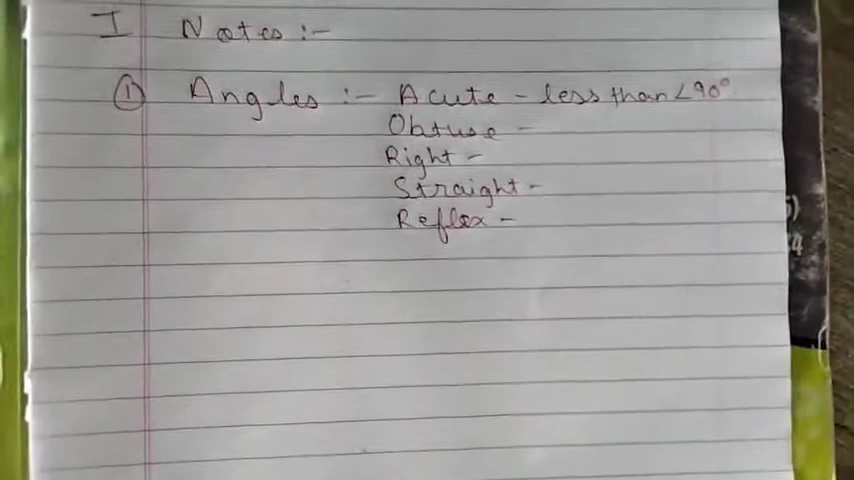 I Notes :-
① Angles :- Acute - less than < 90°
Obtuse -
Right -
Straight -
Reflex -